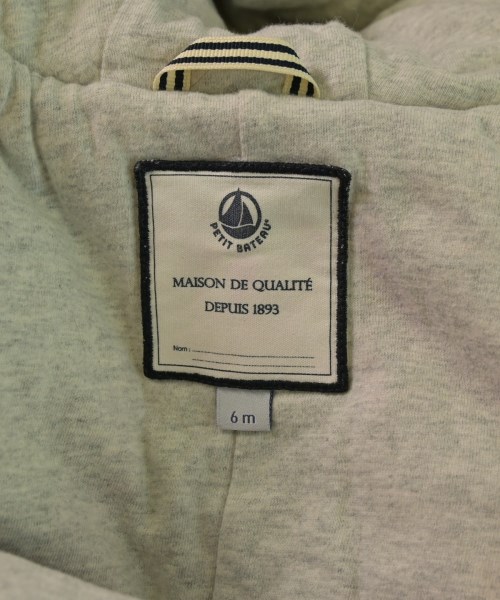 PETIT BATEAU®
MAISON DE QUALITÉ
DEPUIS 1893
Nom:
6 m